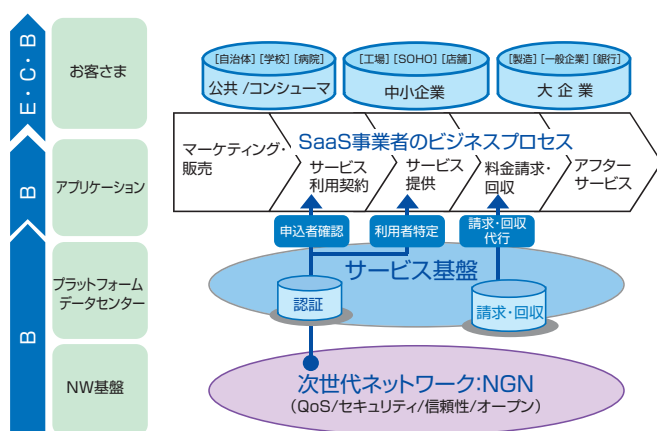 E・C・B
お客さま
[自治体] [学校] [病院]
公共 /コンシューマ
[工場] [SOHO] [店舗]
中小企業
[製造] [一般企業] [銀行]
大 企 業
B
アプリケーション
SaaS事業者のビジネスプロセス
マーケティング・
販売
サービス
利用契約
サービス
提供
料金請求・
回収
アフター
サービス
申込者確認
利用者特定
請求・回収
代行
B
プラットフォーム
データセンター
サービス基盤
認証
請求・回収
NW基盤
次世代ネットワーク:NGN
(QoS/セキュリティ/信頼性/オープン)